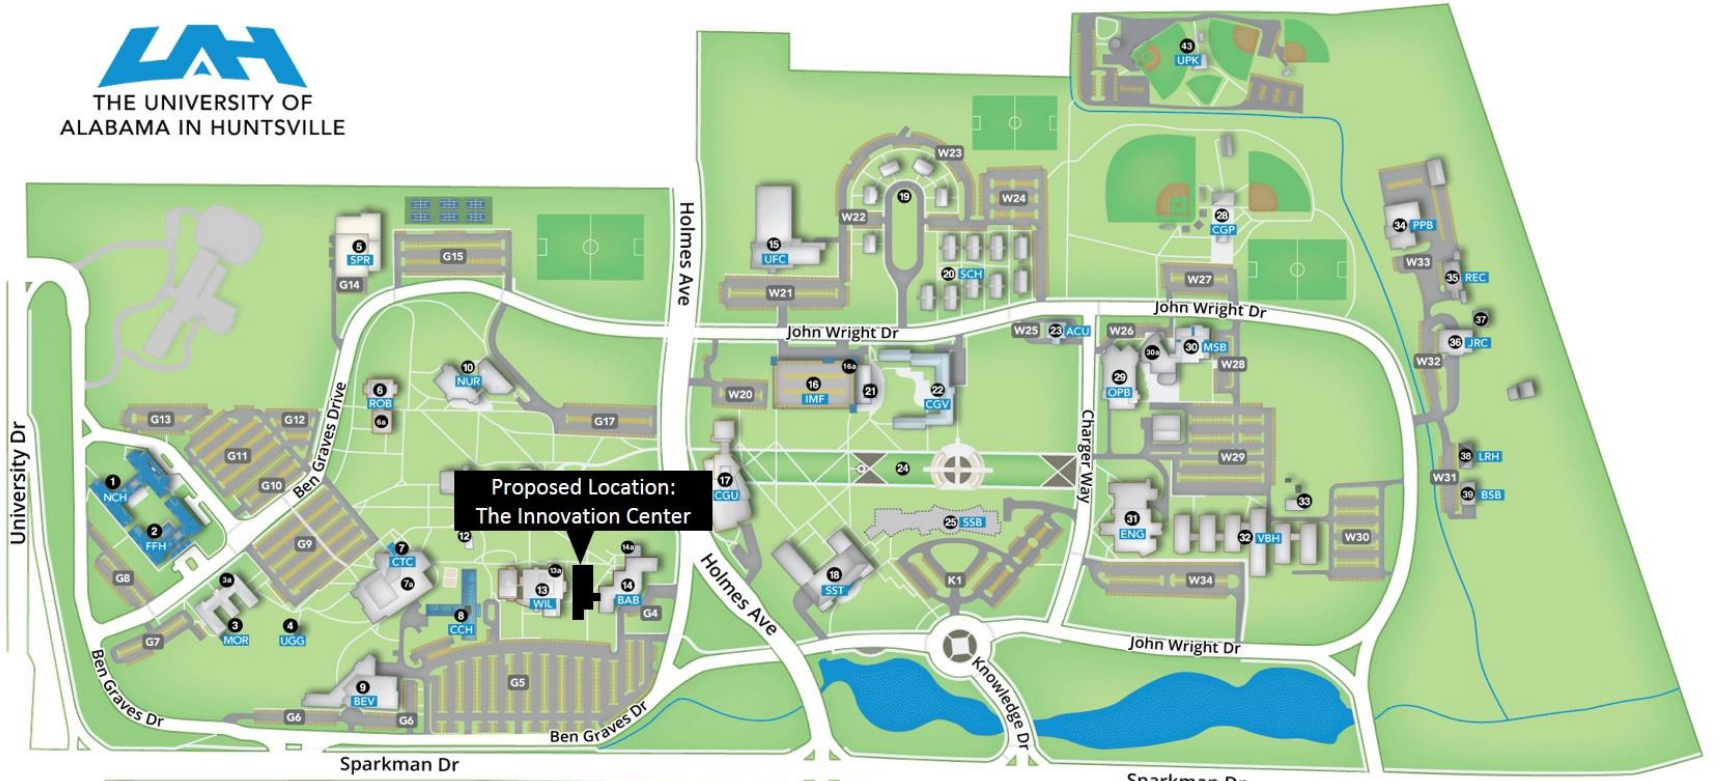 UAH
THE UNIVERSITY OF
ALABAMA IN HUNTSVILLE
43
UPK
W23
19
W24
W22
15
UFC
20 SCH
W21
28
CGP
W27
34 PPB
W33
35 REC
37
36 JRC
W32
5
SPR
G14
G15
Holmes Ave
John Wright Dr
John Wright Dr
W25
23 ACU
W26
30a
30 MSB
W28
29
OPB
10
NUR
6
ROB
6a
W20
16a
16
IMF
21
22
CGV
G13
G12
G11
G10
G17
Ben Graves Drive
University Dr
Charger Way
W29
38 LRH
W31
39 BSB
1
NCH
2
FFH
17
CGU
24
Proposed Location:
The Innovation Center
33
31
ENG
32 VBH
W30
25 SSB
G9
12
7
CTC
7a
13a
13
WIL
14a
14
BAB
G4
18
SST
K1
W34
G8
3a
3
MOR
4
UGG
8
CCH
G7
Holmes Ave
John Wright Dr
Knowledge Dr
G5
9
BEV
G6
G6
Ben Graves Dr
Ben Graves Dr
Sparkman Dr
Sparkman Dr